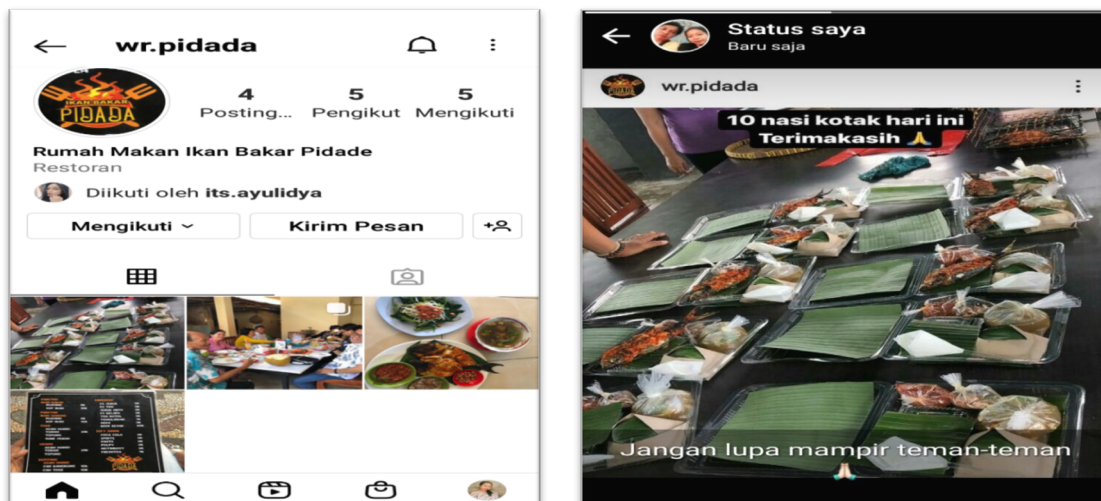 wr.pidada
IKAN BAKAR
PIDADA
4
5
5
Posting...
Pengikut
Mengikuti
Rumah Makan Ikan Bakar Pidade
Restoran
Diikuti oleh its.ayulidya
Mengikuti
Kirim Pesan
PIDADA
Status saya
Baru saja
wr.pidada
10 nasi kotak hari ini
Terimakasih 🙏
Jangan lupa mampir teman-teman
🙏🏻